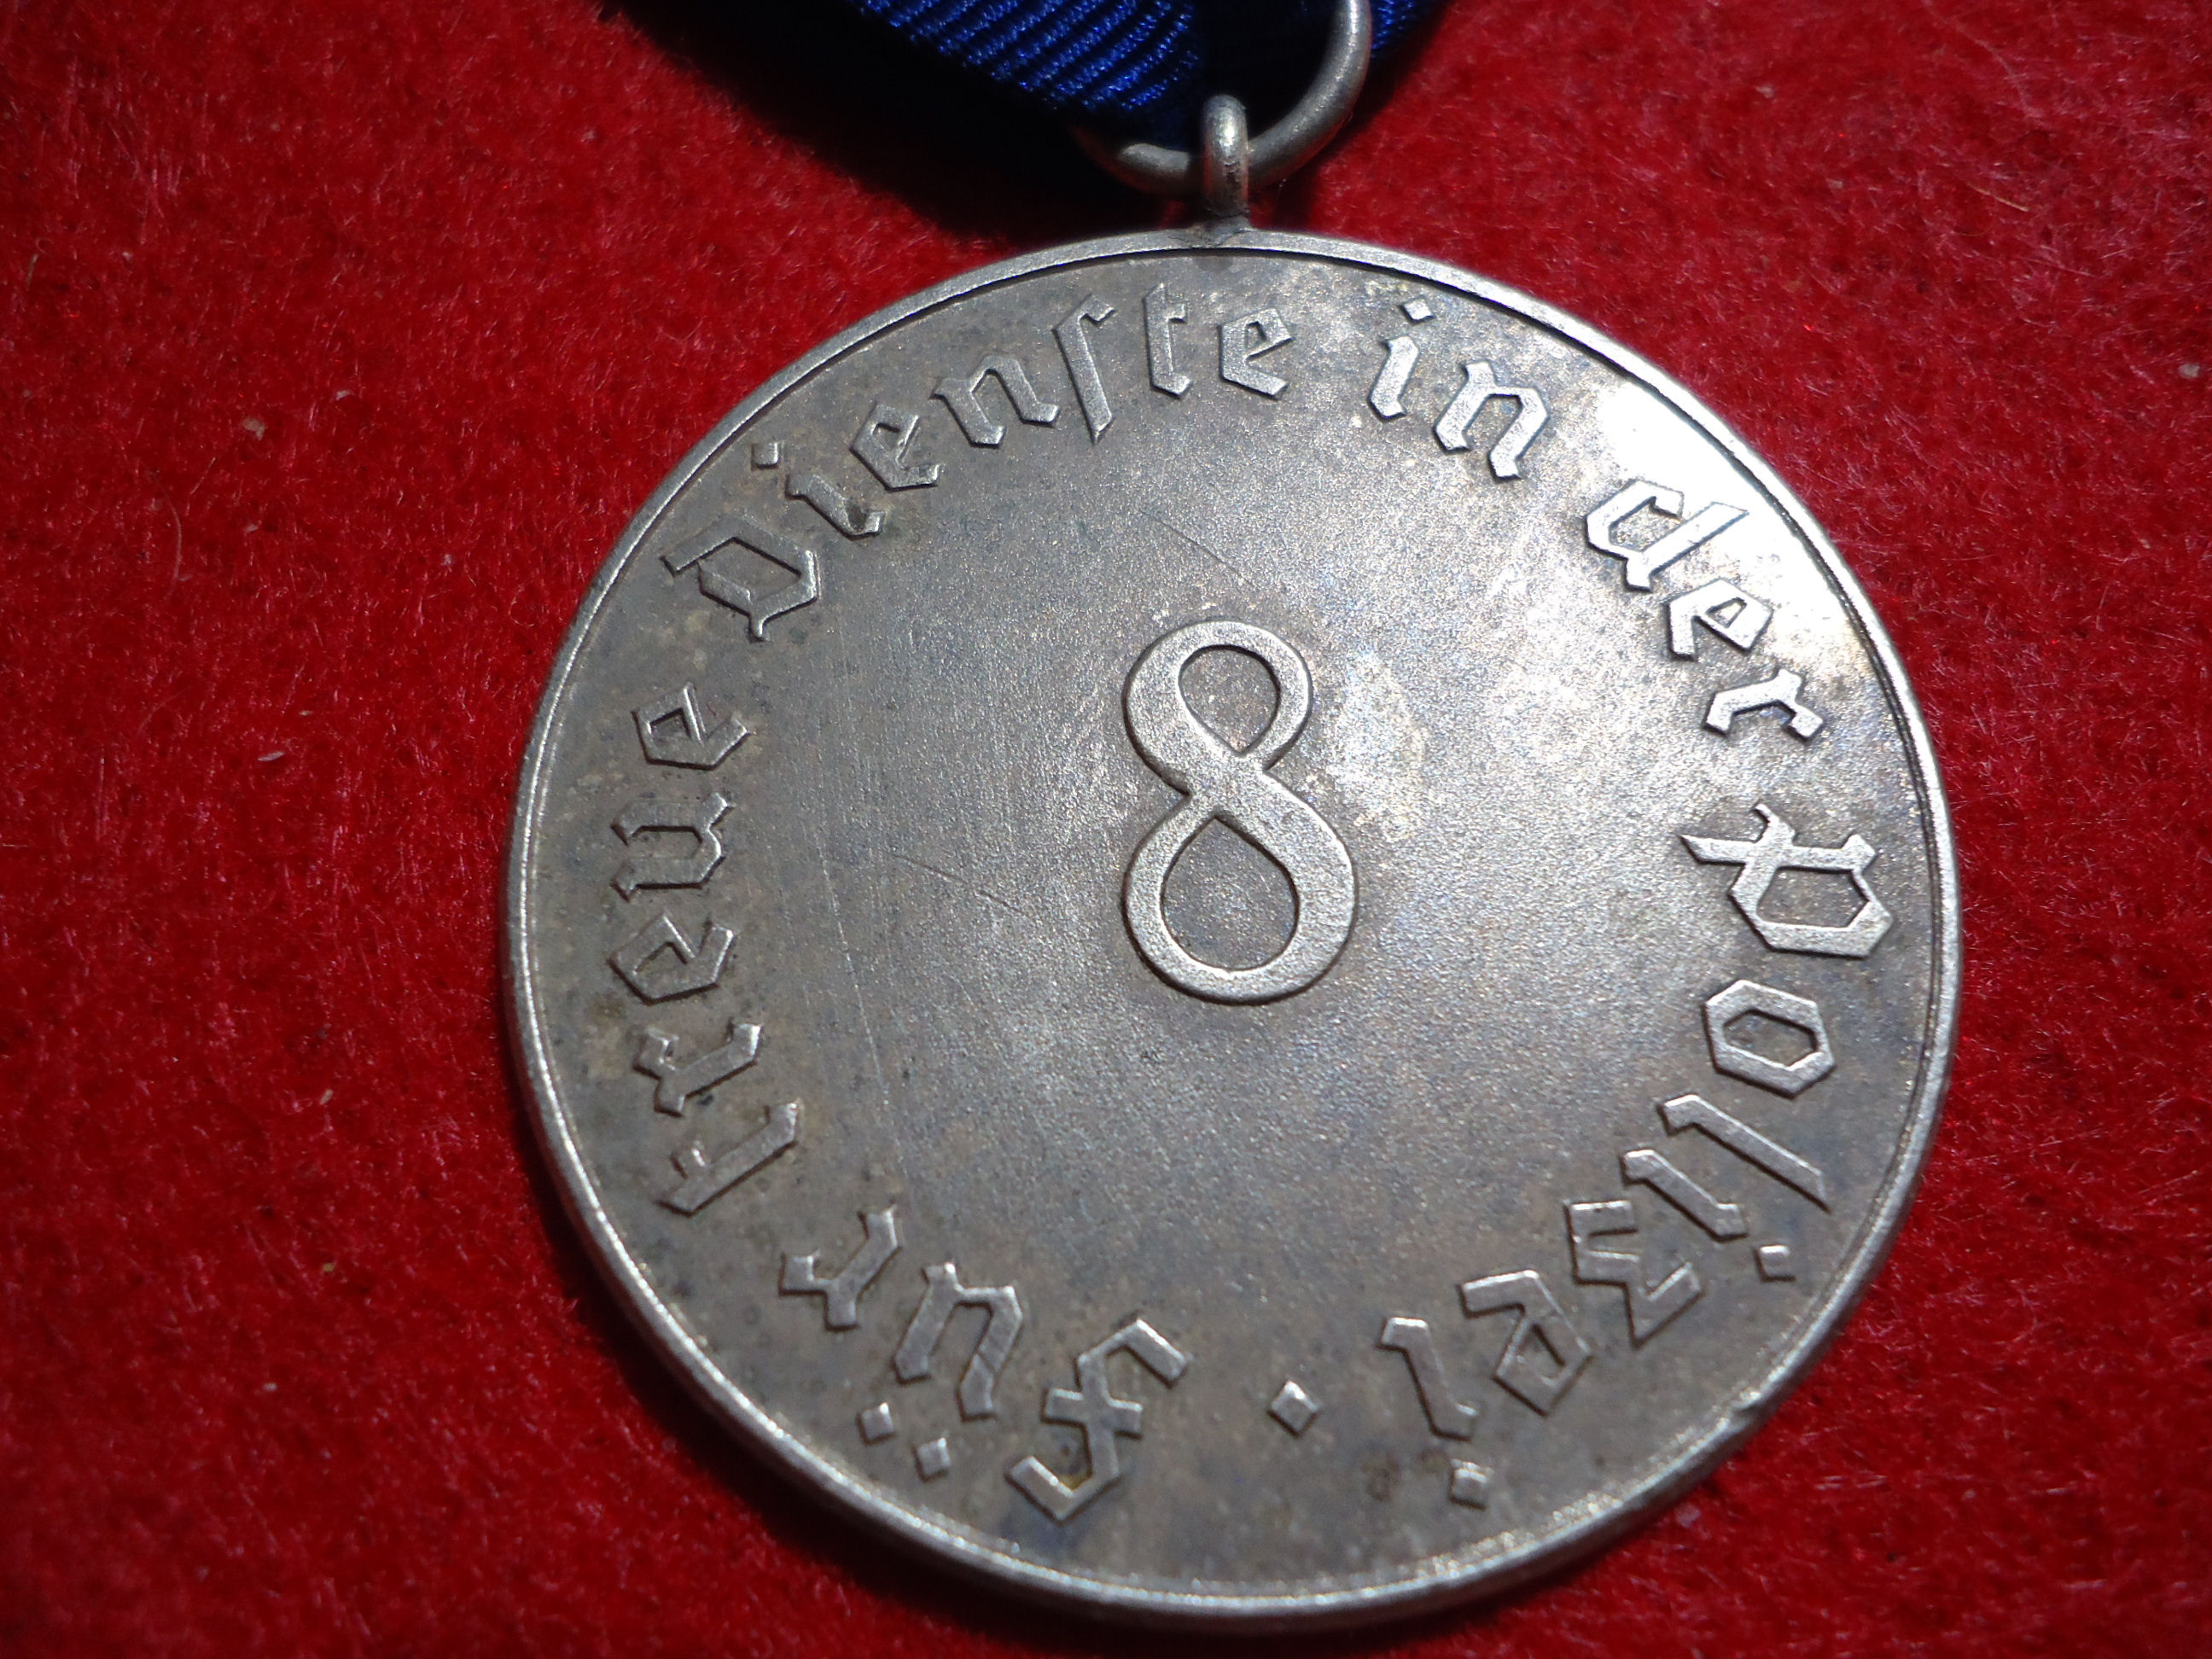 Für treue Dienste in der Polizei ·
8